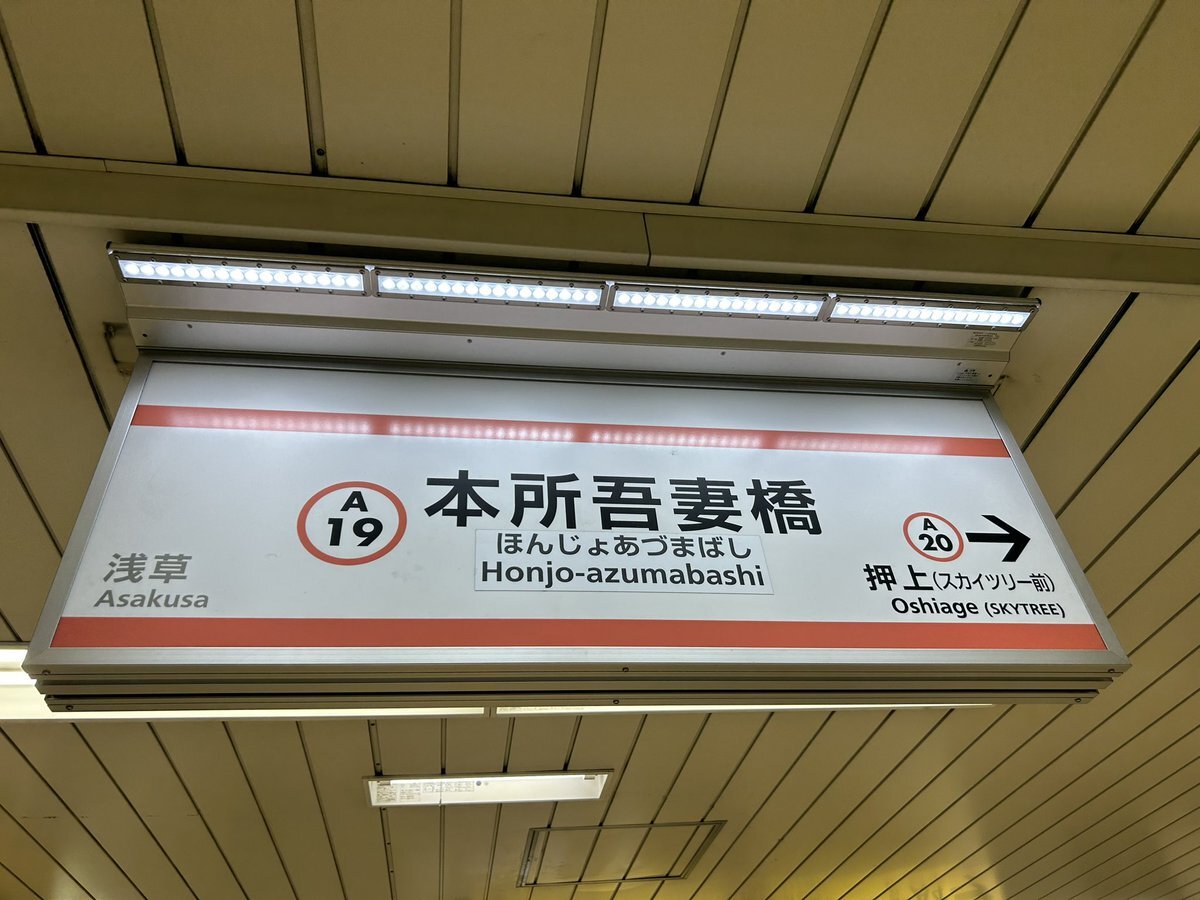 A
19
本所吾妻橋
ほんじょあづまばし
Honjo-azumabashi
浅草
Asakusa
A
20
押上(スカイツリー前)
Oshiage (SKYTREE)